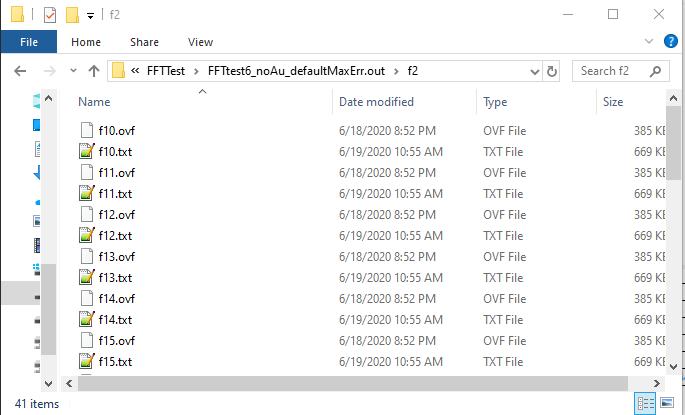 f2
File Home Share View
« FFTTest › FFTtest6_noAu_defaultMaxErr.out › f2 Search f2
Name Date modified Type Size
f10.ovf 6/18/2020 8:52 PM OVF File 385 KB
f10.txt 6/19/2020 10:55 AM TXT File 669 KB
f11.ovf 6/18/2020 8:52 PM OVF File 385 KB
f11.txt 6/19/2020 10:55 AM TXT File 669 KB
f12.ovf 6/18/2020 8:52 PM OVF File 385 KB
f12.txt 6/19/2020 10:55 AM TXT File 669 KB
f13.ovf 6/18/2020 8:52 PM OVF File 385 KB
f13.txt 6/19/2020 10:55 AM TXT File 669 KB
f14.ovf 6/18/2020 8:52 PM OVF File 385 KB
f14.txt 6/19/2020 10:55 AM TXT File 669 KB
f15.ovf 6/18/2020 8:52 PM OVF File 385 KB
f15.txt 6/19/2020 10:55 AM TXT File 669 KB
41 items